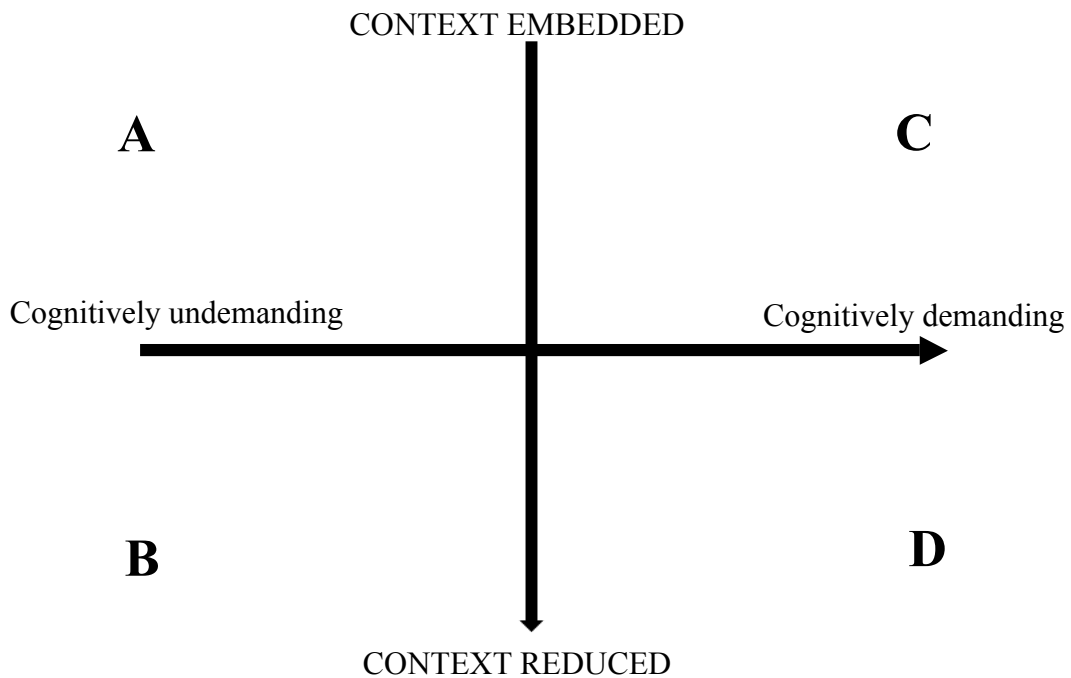 CONTEXT EMBEDDED
A
C
Cognitively undemanding
Cognitively demanding
B
D
CONTEXT REDUCED